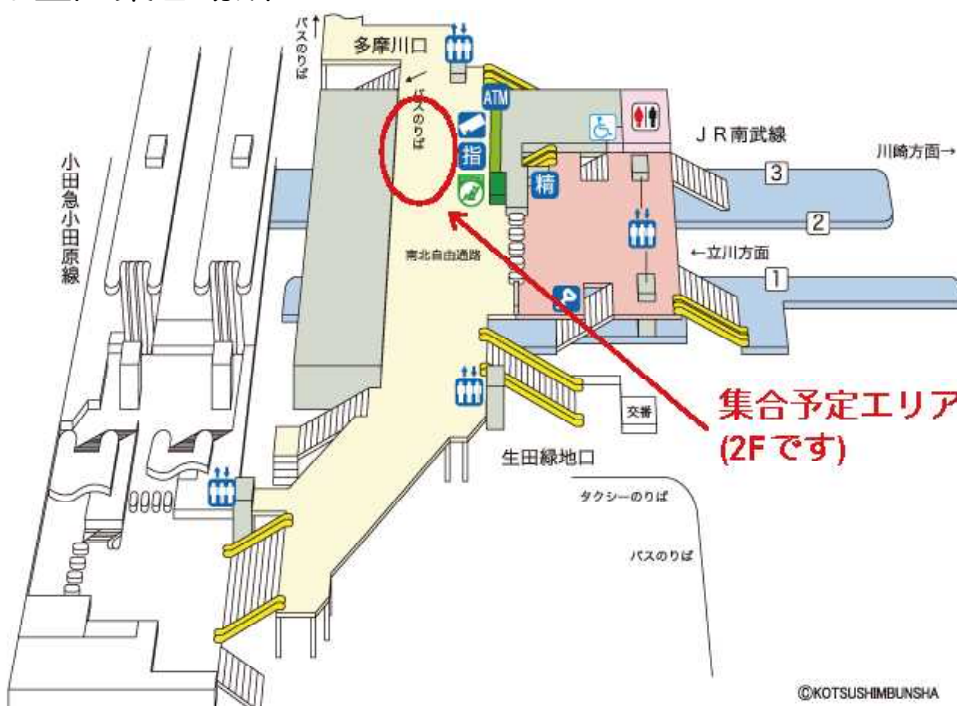 バスのりば
多摩川口
バスのりば
ATM
指
精
JR南武線
川崎方面→
3
2
←立川方面
1
小田急小田原線
南北自由通路
集合予定エリア
(2Fです)
交番
生田緑地口
タクシーのりば
バスのりば
©KOTSUSHIMBUNSHA